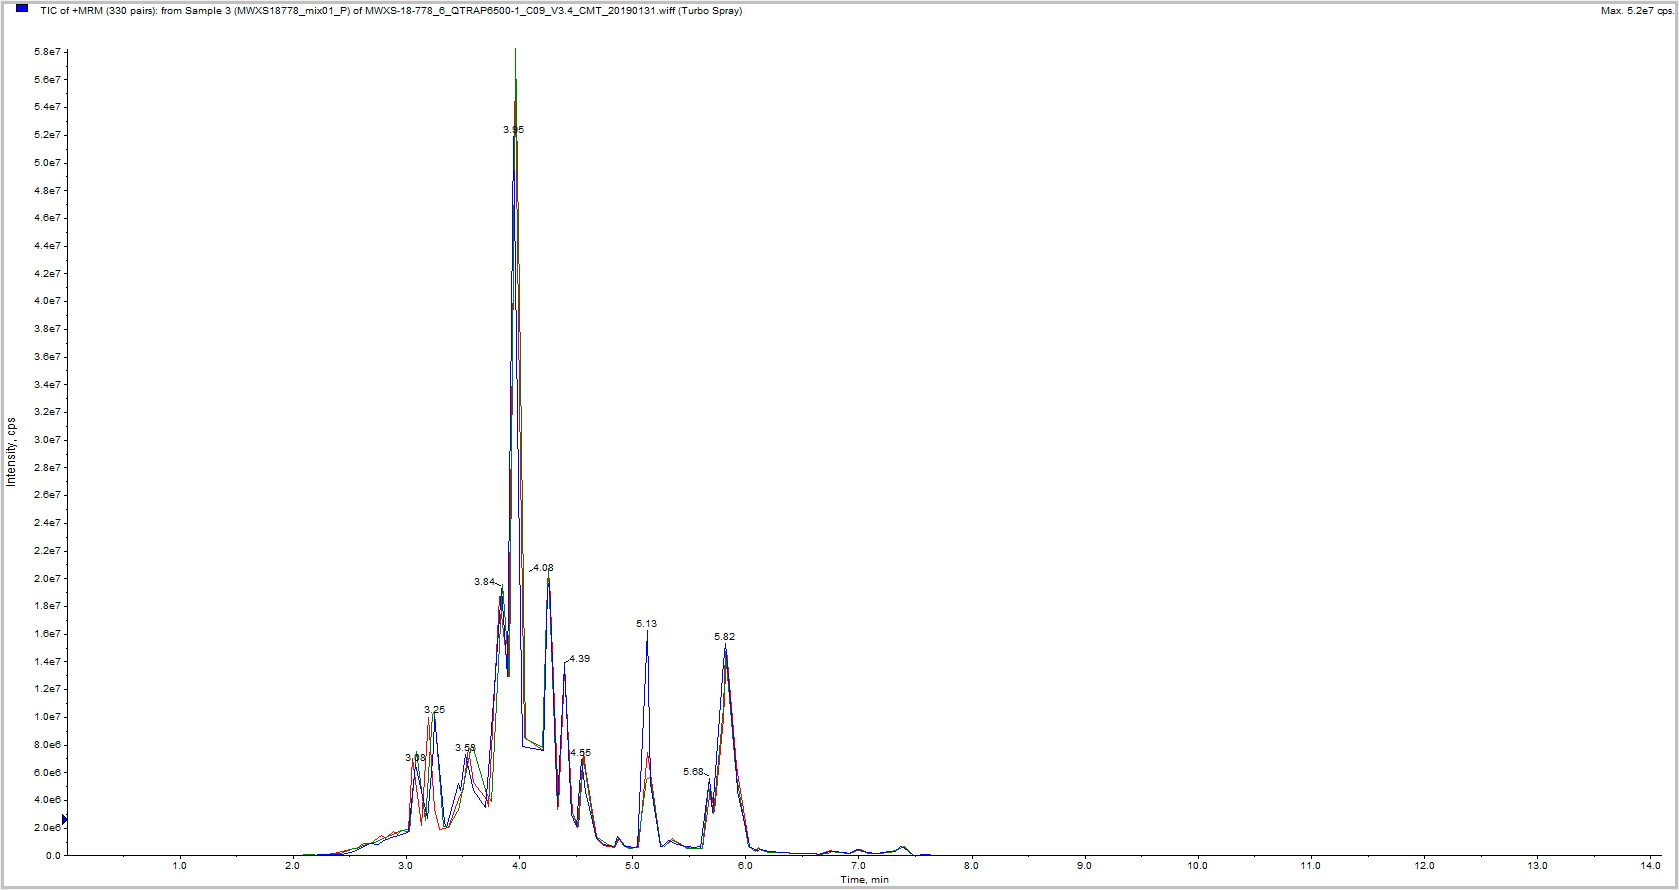 TIC of +MRM (330 pairs): from Sample 3 (MWXS18778_mix01_P) of MWXS-18-778_6_QTRAP6500-1_C09_V3.4_CMT_20190131.wiff (Turbo Spray)
Max. 5.2e7 cps.
5.8e7
5.6e7
5.4e7
5.2e7
5.0e7
4.8e7
4.6e7
4.4e7
4.2e7
4.0e7
3.8e7
3.6e7
3.4e7
3.2e7
3.0e7
2.8e7
2.6e7
2.4e7
2.2e7
2.0e7
1.8e7
1.6e7
1.4e7
1.2e7
1.0e7
8.0e6
6.0e6
4.0e6
2.0e6
0.0
Intensity, cps
3.95
3.84
4.08
5.13
5.82
4.39
3.25
3.53
4.55
3.08
5.68
1.0
2.0
3.0
4.0
5.0
6.0
7.0
8.0
9.0
10.0
11.0
12.0
13.0
14.0
Time, min